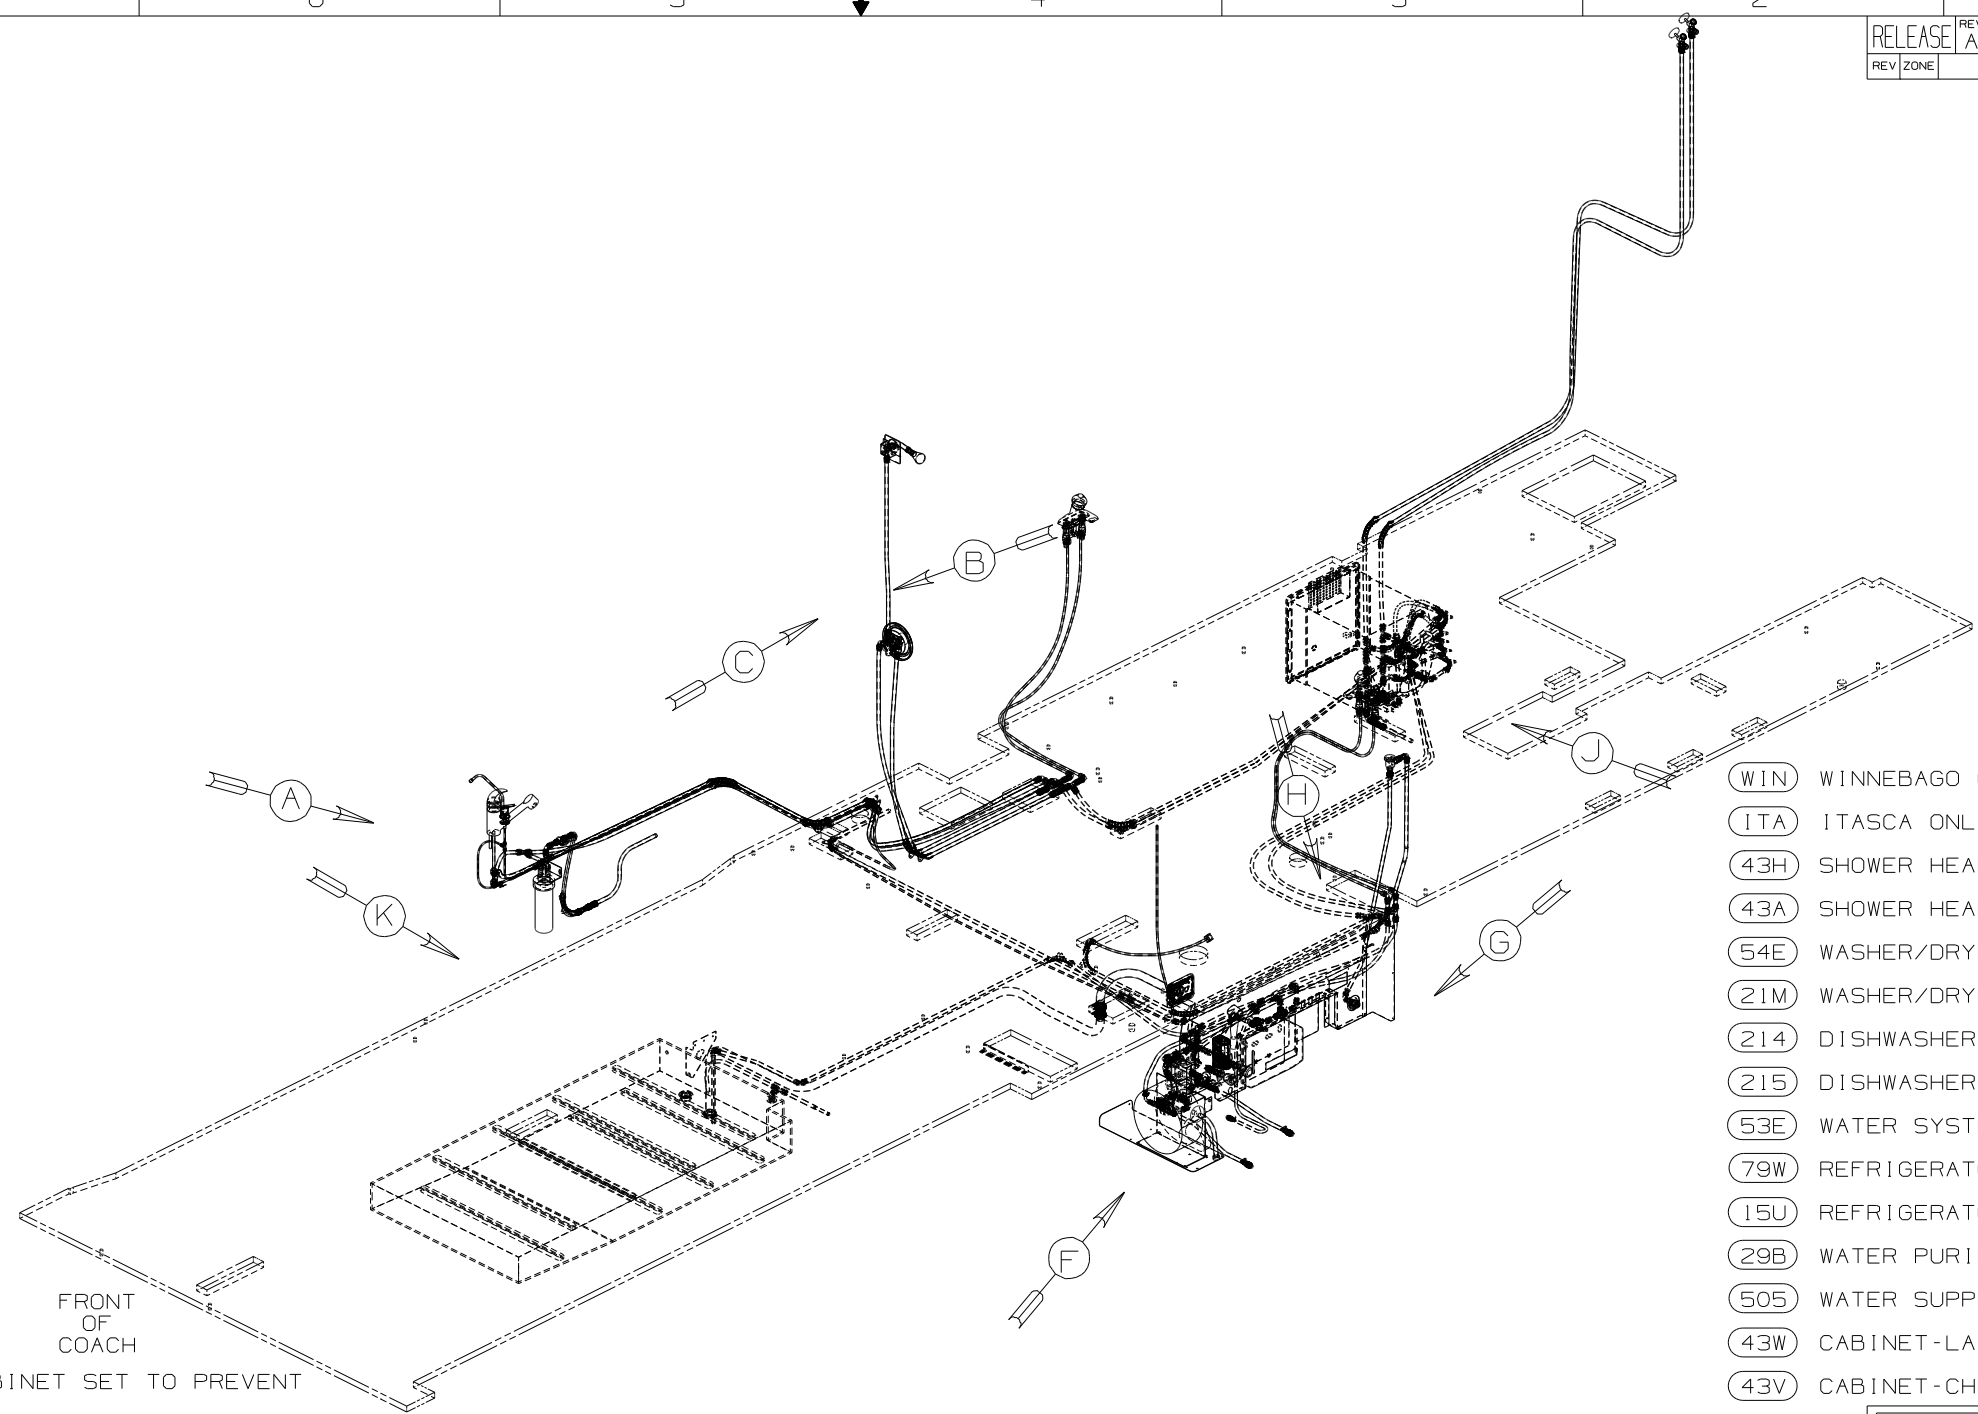 4
RELEASE
REV ZONE
B
C
A
K
H
J
G
F
WIN WINNEBAGO
ITA ITASCA ONL
43H SHOWER HEA
43A SHOWER HEA
54E WASHER/DRY
21M WASHER/DRY
214 DISHWASHER
215 DISHWASHER
53E WATER SYST
79W REFRIGERAT
15U REFRIGERAT
29B WATER PURI
505 WATER SUPP
43W CABINET-LA
43V CABINET-CH
FRONT
OF
COACH
BINET SET TO PREVENT